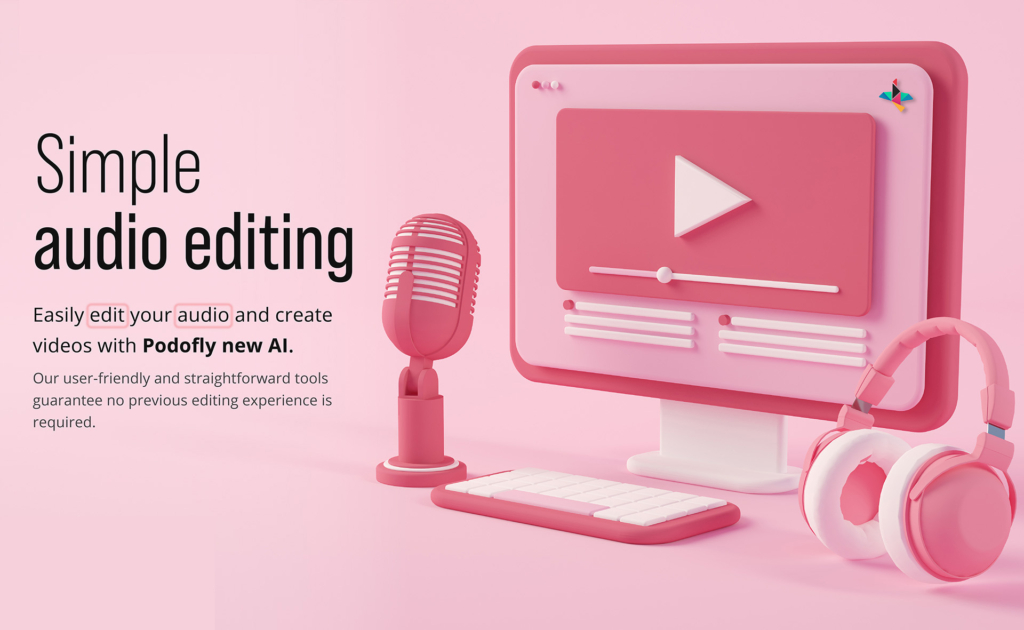 Simple
audio editing
Easily edit your audio and create
videos with Podofly new AI.
Our user-friendly and straightforward tools
guarantee no previous editing experience is
required.